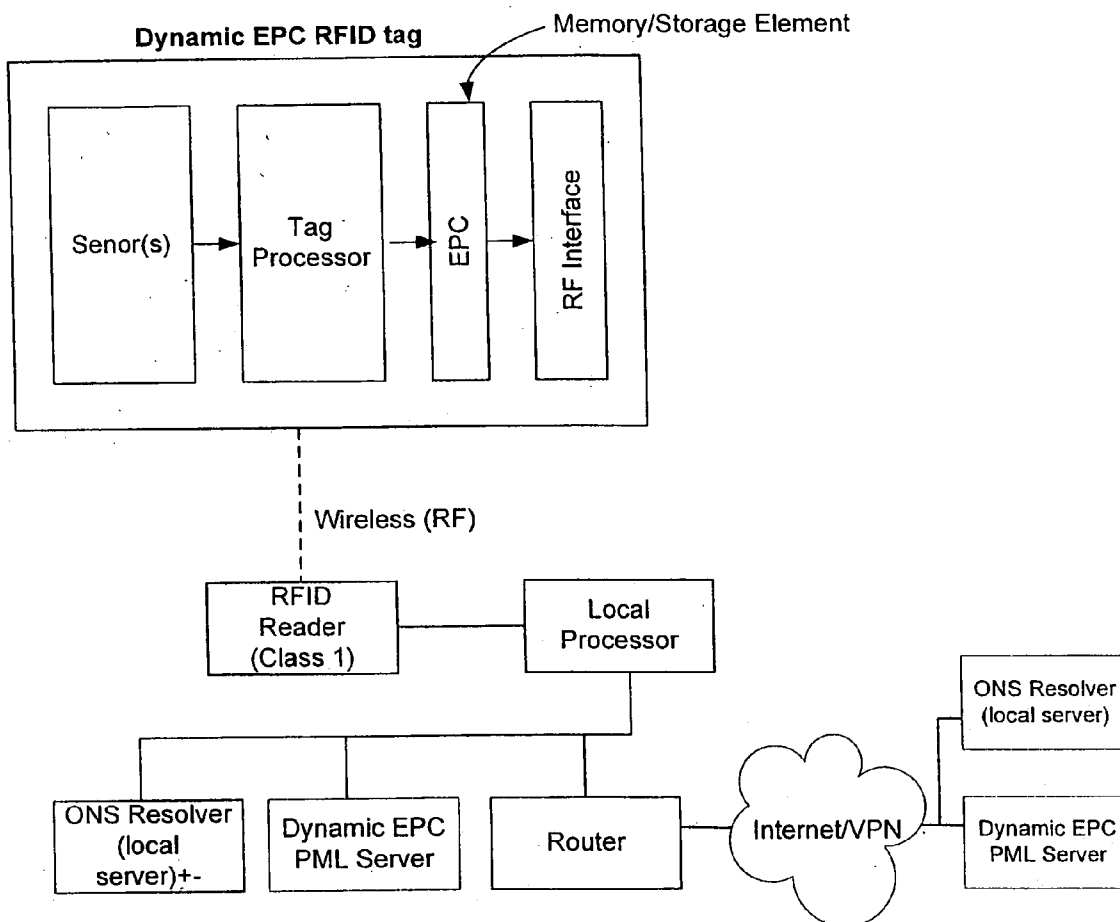 Memory/Storage Element
Dynamic EPC RFID tag
Senor(s)
Tag
Processor
EPC
RF Interface
Wireless (RF)
RFID
Reader
(Class 1)
Local
Processor
ONS Resolver
(local server)
ONS Resolver
(local
server)+-
Dynamic EPC
PML Server
Router
Internet/VPN
Dynamic EPC
PML Server